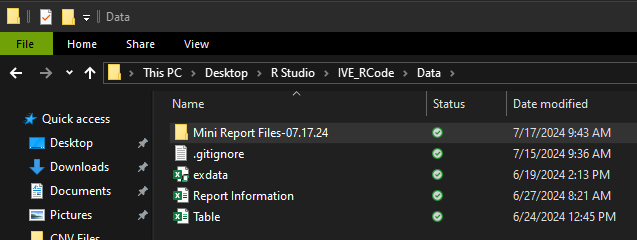 Data
File Home Share View
This PC Desktop R Studio IVE_RCode Data
Name Status Date modified
Quick access
Desktop
Downloads
Documents
Pictures
CNV Files
Mini Report Files-07.17.24 7/17/2024 9:43 AM
.gitignore 7/15/2024 9:36 AM
exdata 6/19/2024 2:13 PM
Report Information 6/27/2024 8:21 AM
Table 6/24/2024 12:45 PM